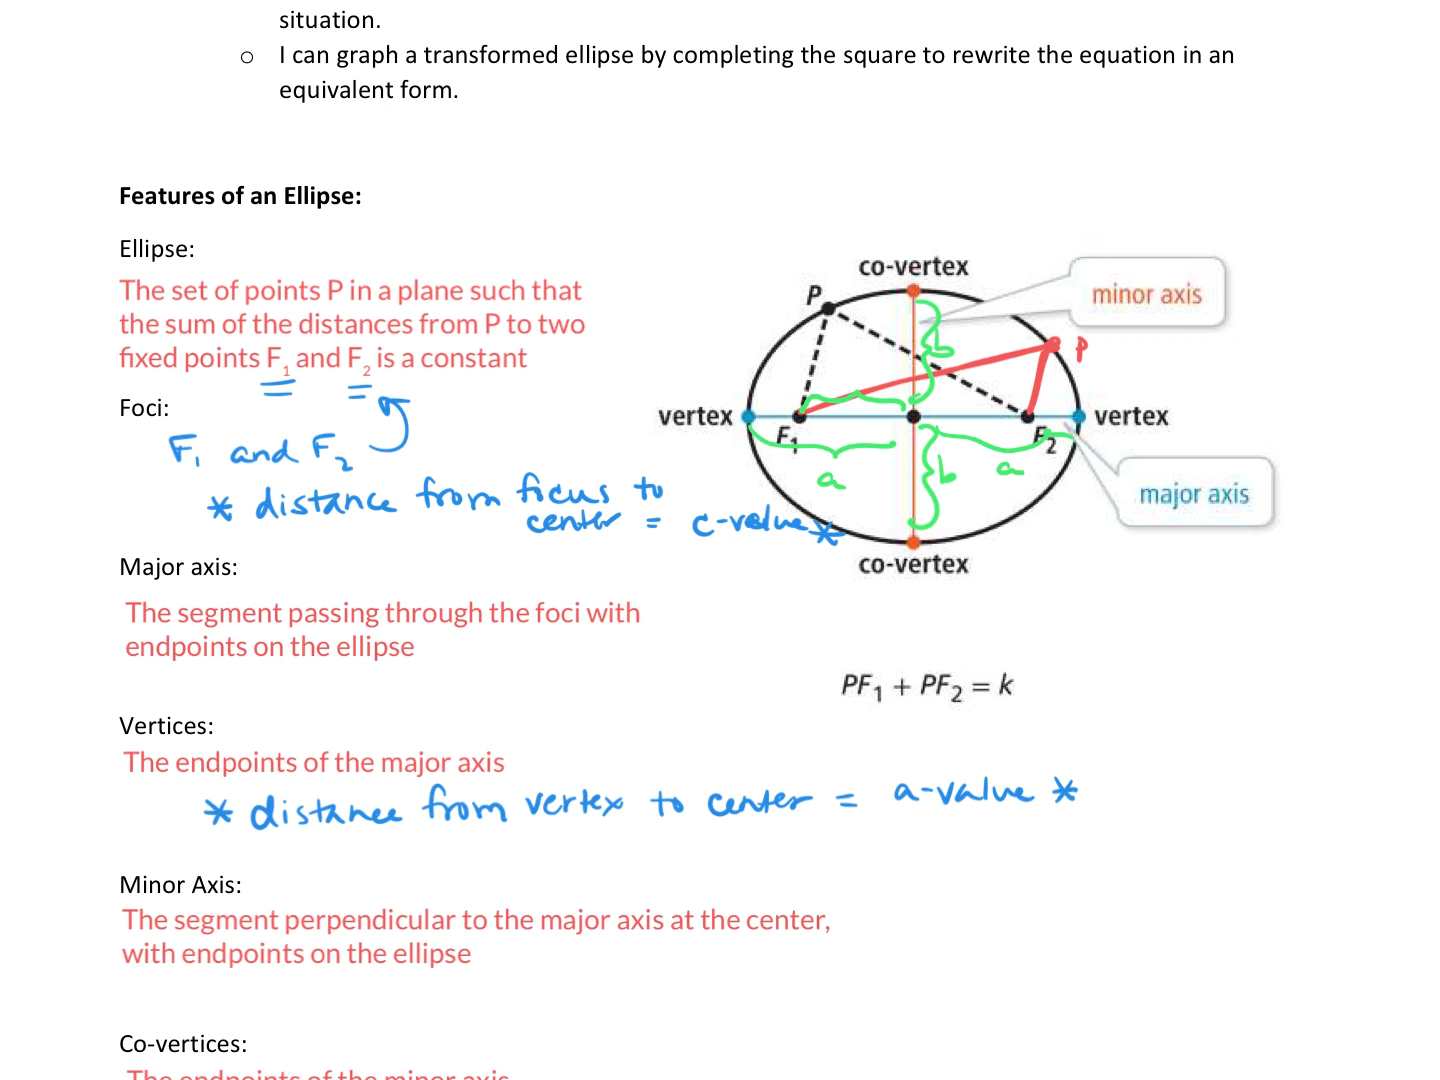 situation.
o I can graph a transformed ellipse by completing the square to rewrite the equation in an
equivalent form.
Features of an Ellipse:
Ellipse:
The set of points P in a plane such that
the sum of the distances from P to two
fixed points F₁ and F₂ is a constant
Foci:
F₁ and F₂
* distance from focus to
center = c-value *
co-vertex
minor axis
P
b
P
vertex
vertex
F₁
F₂
a
b
a
major axis
co-vertex
Major axis:
The segment passing through the foci with
endpoints on the ellipse
PF₁ + PF₂ = k
Vertices:
The endpoints of the major axis
* distance from vertex to center = a-value *
Minor Axis:
The segment perpendicular to the major axis at the center,
with endpoints on the ellipse
Co-vertices:
The endpoints of the minor axis